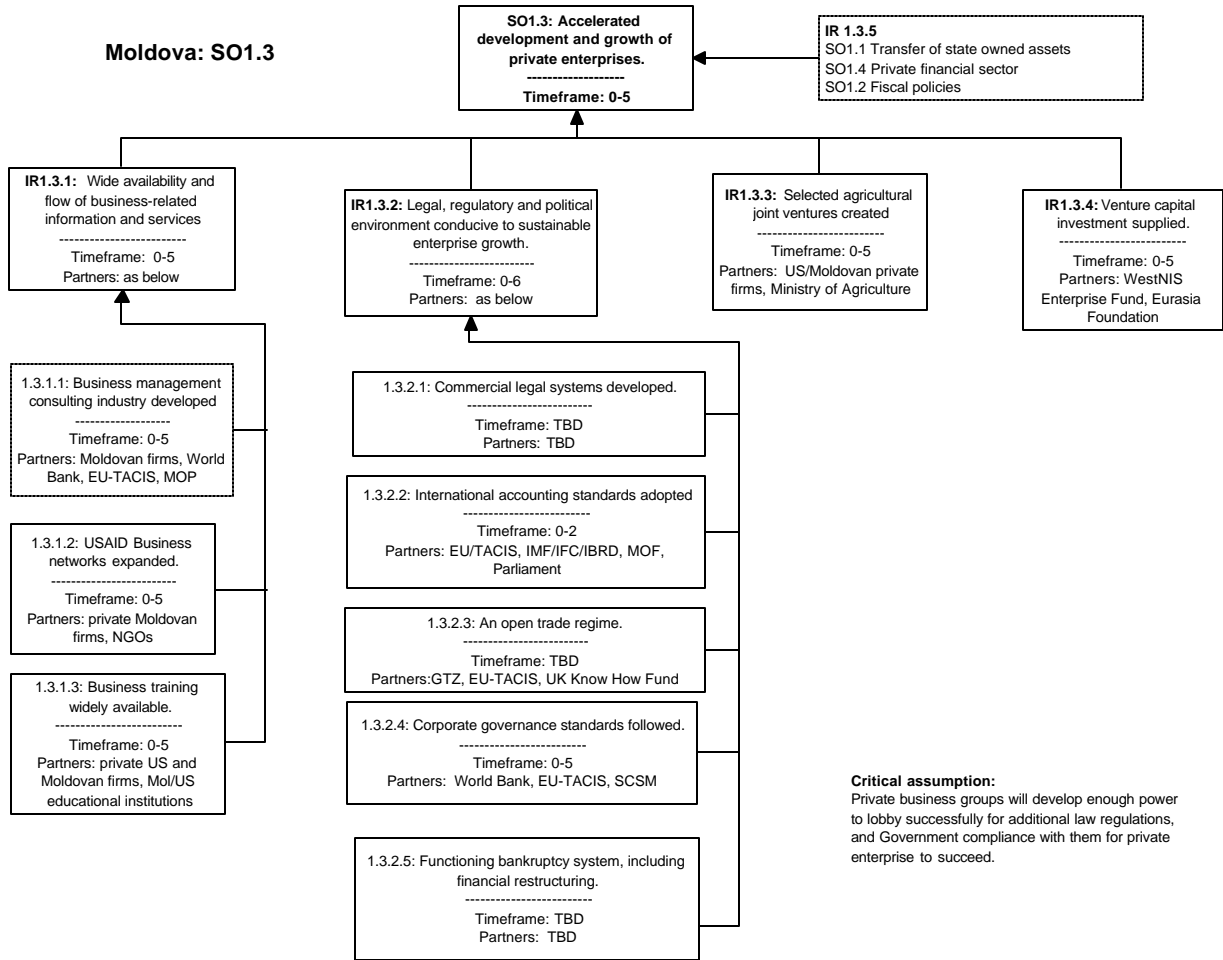 Moldova: SO1.3
SO1.3: Accelerated
development and growth of
private enterprises.
-------------------
Timeframe: 0-5
IR 1.3.5
SO1.1 Transfer of state owned assets
SO1.4 Private financial sector
SO1.2 Fiscal policies
IR1.3.1: Wide availability and
flow of business-related
information and services
-------------------------
Timeframe: 0-5
Partners: as below
IR1.3.2: Legal, regulatory and political
environment conducive to sustainable
enterprise growth.
-------------------------
Timeframe: 0-6
Partners: as below
IR1.3.3: Selected agricultural
joint ventures created
-------------------------
Timeframe: 0-5
Partners: US/Moldovan private
firms, Ministry of Agriculture
IR1.3.4: Venture capital
investment supplied.
-------------------------
Timeframe: 0-5
Partners: WestNIS
Enterprise Fund, Eurasia
Foundation
1.3.1.1: Business management
consulting industry developed
-------------------
Timeframe: 0-5
Partners: Moldovan firms, World
Bank, EU-TACIS, MOP
1.3.1.2: USAID Business
networks expanded.
-------------------------
Timeframe: 0-5
Partners: private Moldovan
firms, NGOs
1.3.1.3: Business training
widely available.
-------------------------
Timeframe: 0-5
Partners: private US and
Moldovan firms, Mol/US
educational institutions
1.3.2.1: Commercial legal systems developed.
-------------------------
Timeframe: TBD
Partners: TBD
1.3.2.2: International accounting standards adopted
-------------------------
Timeframe: 0-2
Partners: EU/TACIS, IMF/IFC/IBRD, MOF,
Parliament
1.3.2.3: An open trade regime.
-------------------------
Timeframe: TBD
Partners:GTZ, EU-TACIS, UK Know How Fund
1.3.2.4: Corporate governance standards followed.
-------------------------
Timeframe: 0-5
Partners: World Bank, EU-TACIS, SCSM
1.3.2.5: Functioning bankruptcy system, including
financial restructuring.
-------------------------
Timeframe: TBD
Partners: TBD
Critical assumption:
Private business groups will develop enough power
to lobby successfully for additional law regulations,
and Government compliance with them for private
enterprise to succeed.